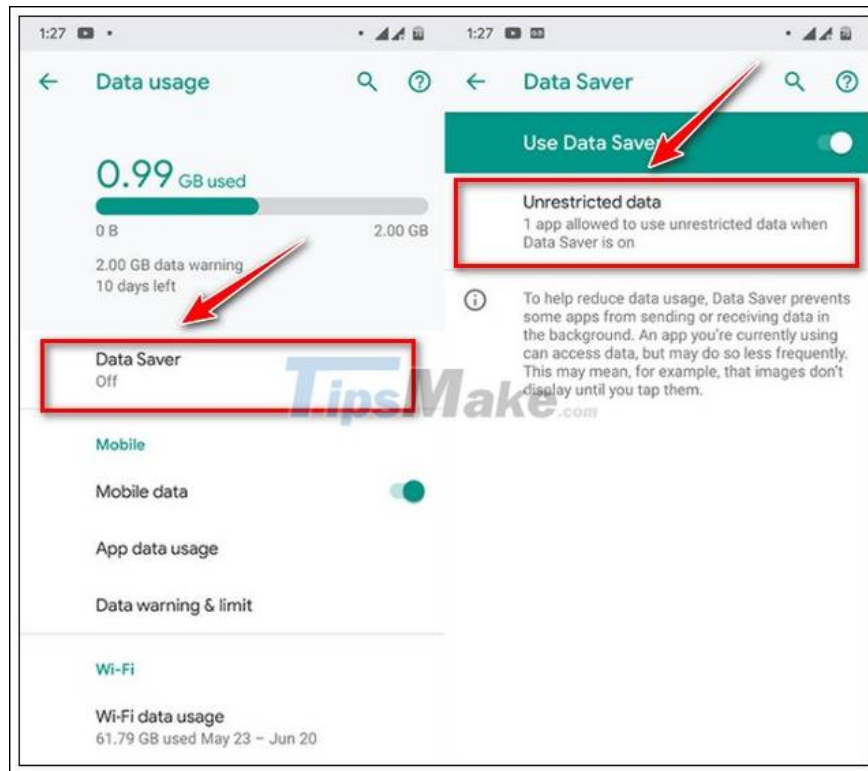 1:27
Data usage
0.99 GB used
0 B
2.00 GB
2.00 GB data warning
10 days left
Data Saver
Off
Mobile
Mobile data
App data usage
Data warning & limit
Wi-Fi
Wi-Fi data usage
61.79 GB used May 23 – Jun 20
1:27
Data Saver
Use Data Saver
Unrestricted data
1 app allowed to use unrestricted data when
Data Saver is on
To help reduce data usage, Data Saver prevents
some apps from sending or receiving data in
the background. An app you're currently using
can access data, but may do so less frequently.
This may mean, for example, that images don't
display until you tap them.
TipsMake.com